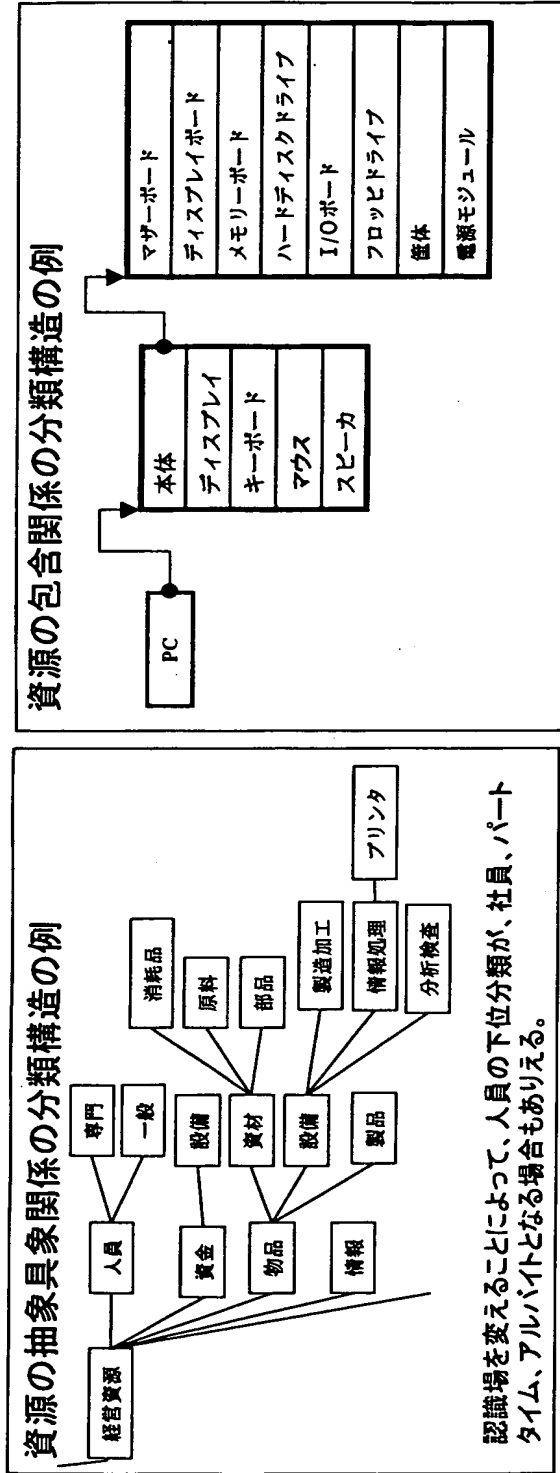 資源の抽象具象関係の分類構造の例
経営資源
人員
専門
一般
資金
設備
物品
資材
消耗品
原料
部品
設備
製造加工
情報処理
プリンタ
分析検査
製品
情報
認識場を変えることによって、人員の下位分類が、社員、パート
タイム、アルバイトとなる場合もありえる。
資源の包含関係の分類構造の例
PC
本体
ディスプレイ
キーボード
マウス
スピーカ
マザーボード
ディスプレイボード
メモリーボード
ハードディスクドライブ
I/Oボード
フロッピドライブ
筐体
電源モジュール